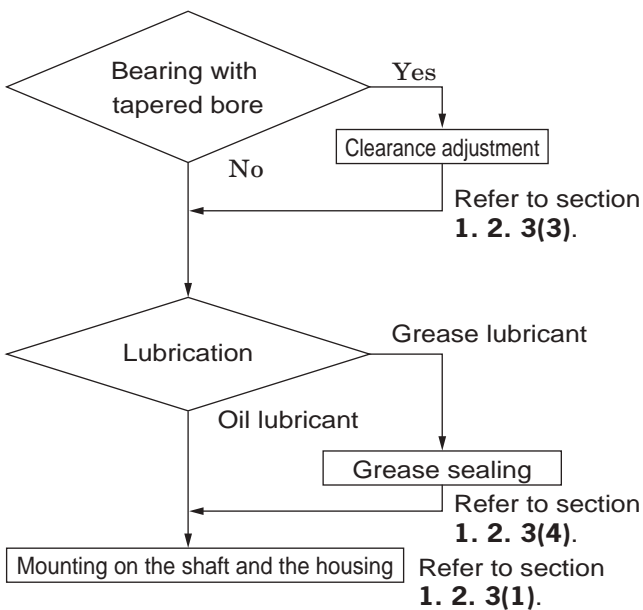 Bearing with
tapered bore
Yes
Clearance adjustment
No
Refer to section
1. 2. 3(3).
Grease lubricant
Lubrication
Oil lubricant
Grease sealing
Refer to section
1. 2. 3(4).
Mounting on the shaft and the housing
Refer to section
1. 2. 3(1).